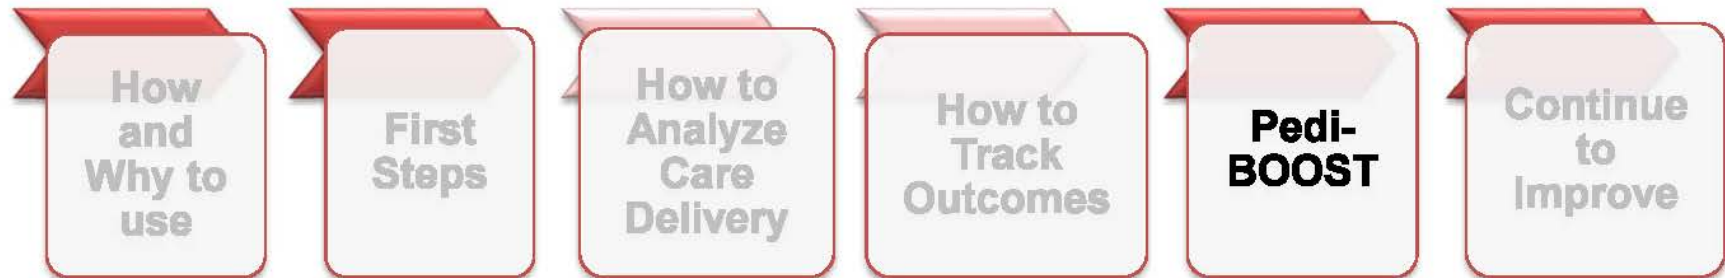 How
and
Why to
use
First
Steps
How to
Analyze
Care
Delivery
How to
Track
Outcomes
Pedi-
BOOST
Continue
to
Improve